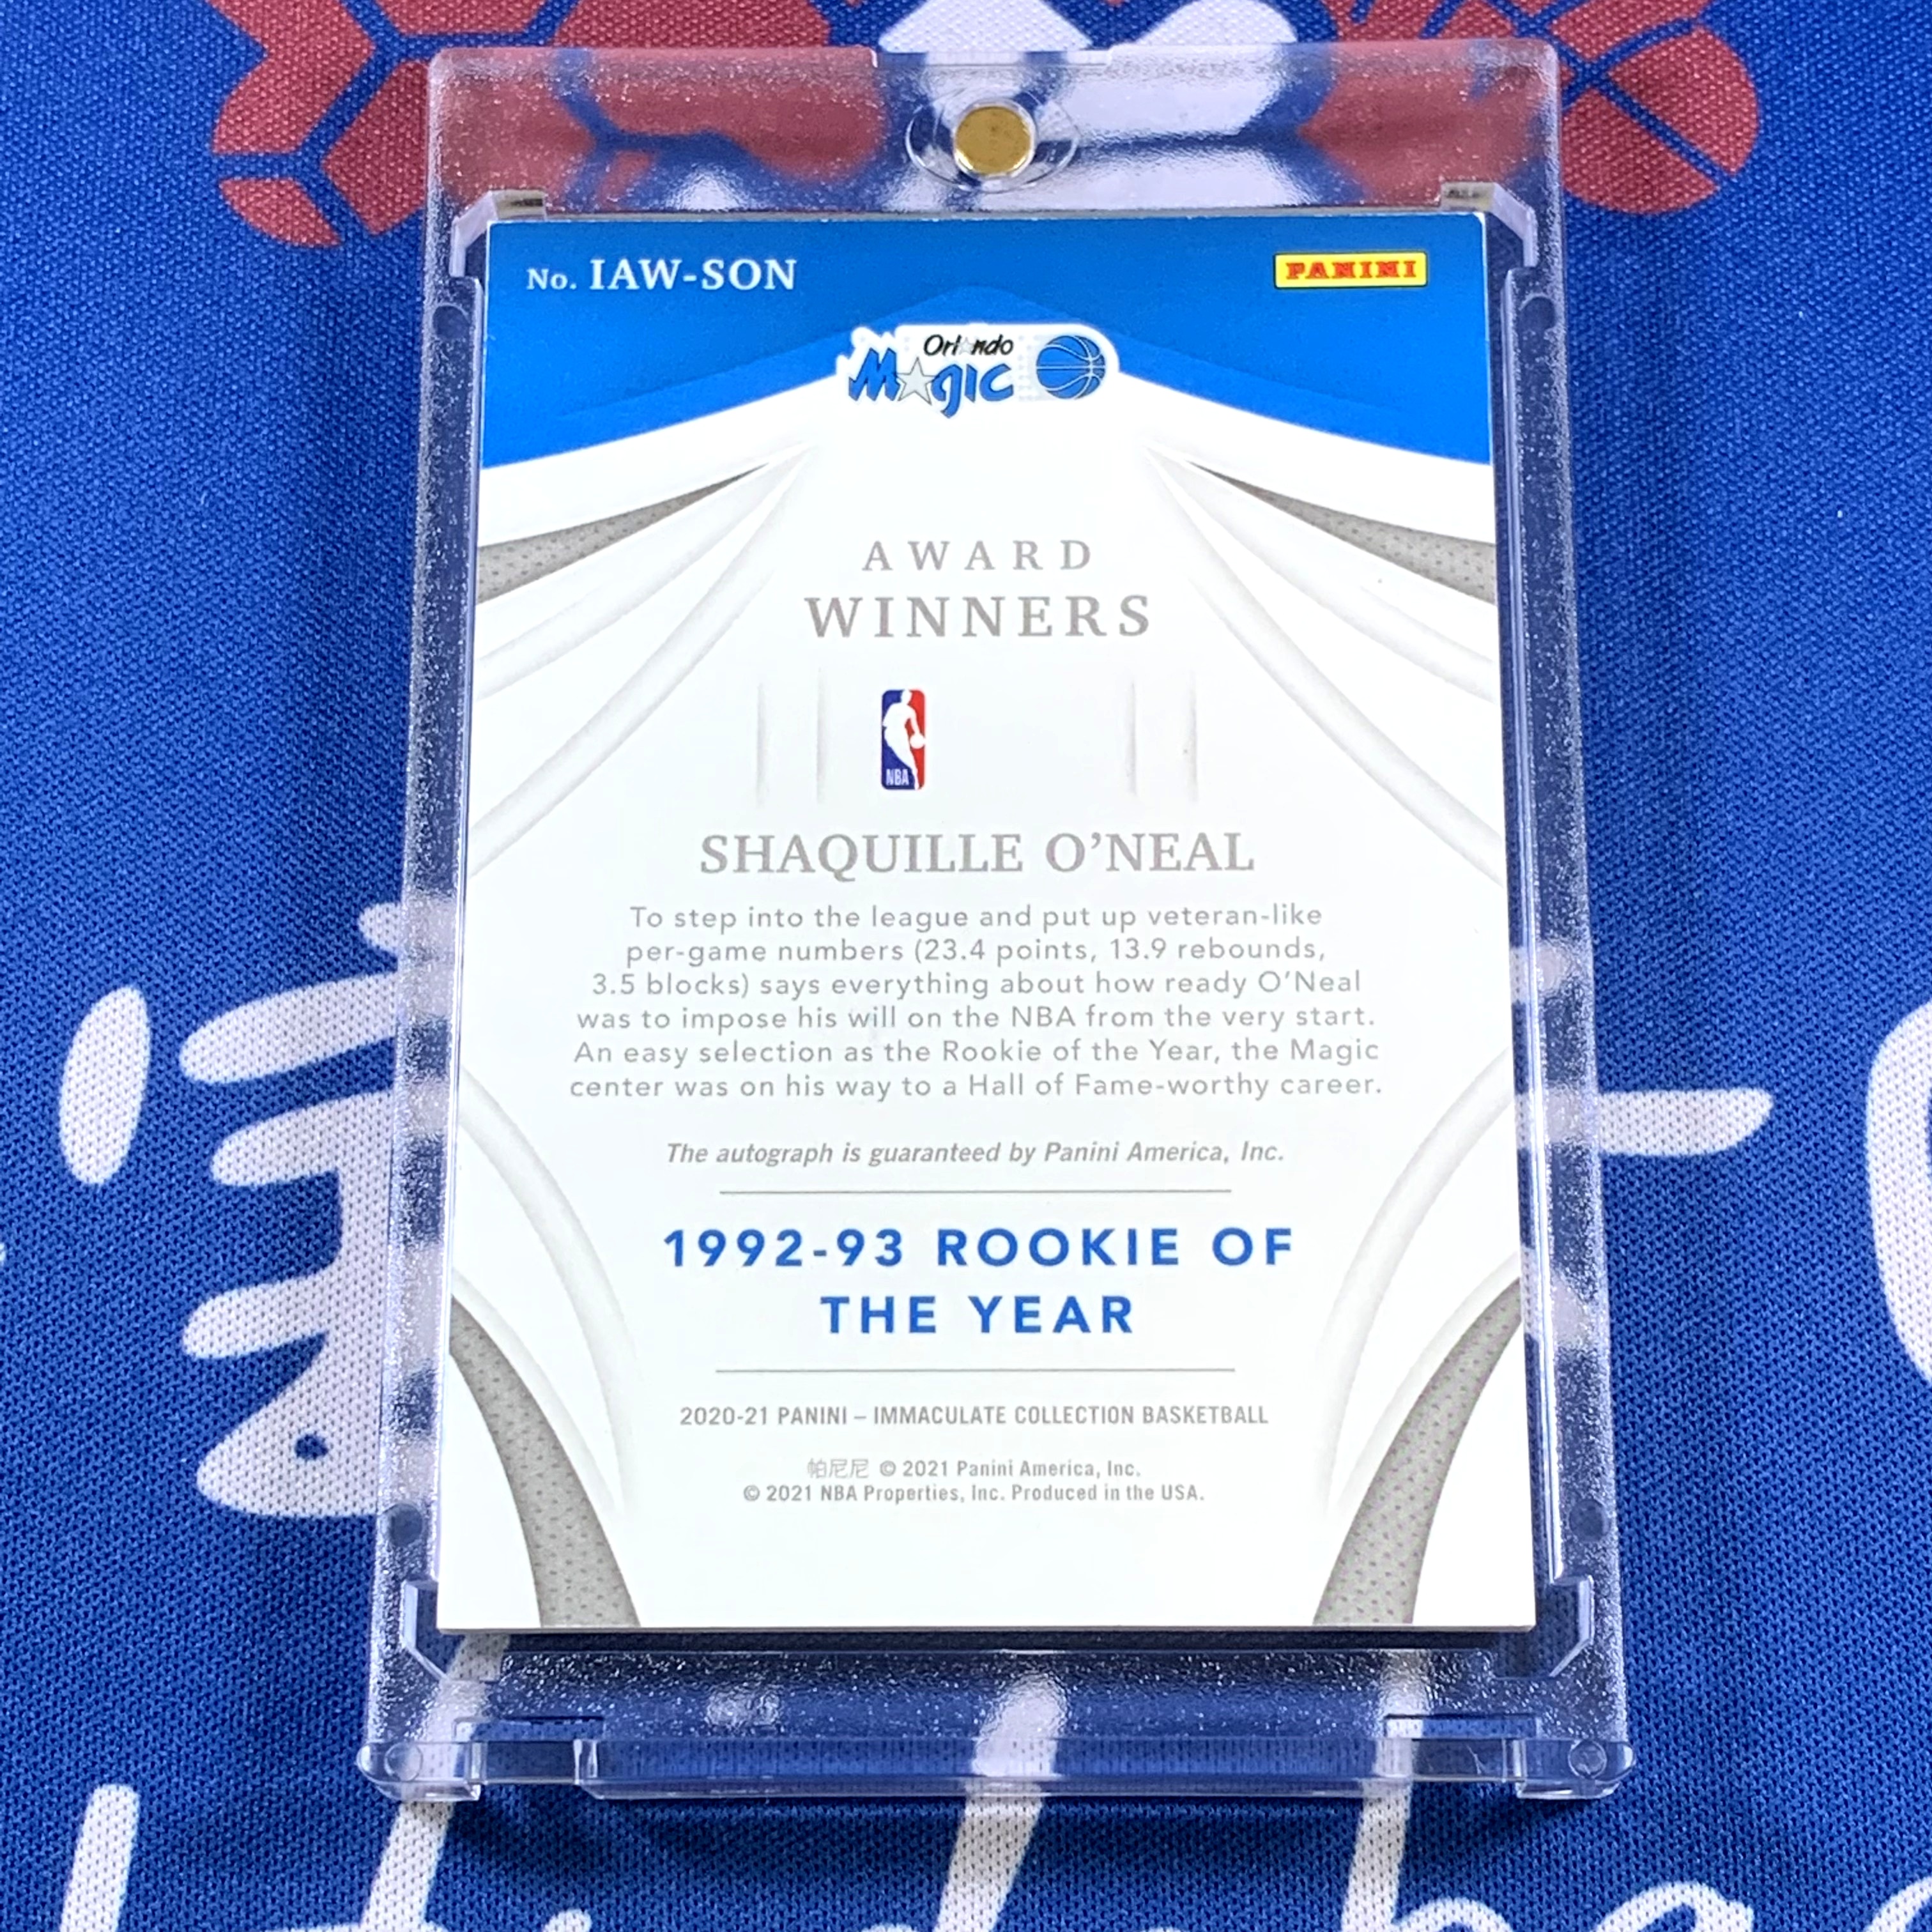 No. IAW-SON
PANINI
Orlando
Magic
AWARD
WINNERS
NBA
SHAQUILLE O'NEAL
To step into the league and put up veteran-like
per-game numbers (23.4 points, 13.9 rebounds,
3.5 blocks) says everything about how ready O'Neal
was to impose his will on the NBA from the very start.
An easy selection as the Rookie of the Year, the Magic
center was on his way to a Hall of Fame-worthy career.
The autograph is guaranteed by Panini America, Inc.
1992-93 ROOKIE OF
THE YEAR
2020-21 PANINI – IMMACULATE COLLECTION BASKETBALL
帕尼尼 © 2021 Panini America, Inc.
© 2021 NBA Properties, Inc. Produced in the USA.